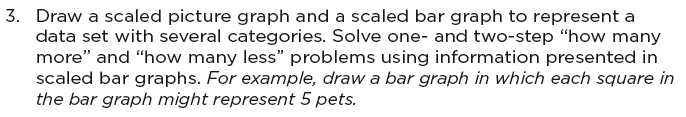 3. Draw a scaled picture graph and a scaled bar graph to represent a
data set with several categories. Solve one- and two-step “how many
more” and “how many less” problems using information presented in
scaled bar graphs. For example, draw a bar graph in which each square in
the bar graph might represent 5 pets.